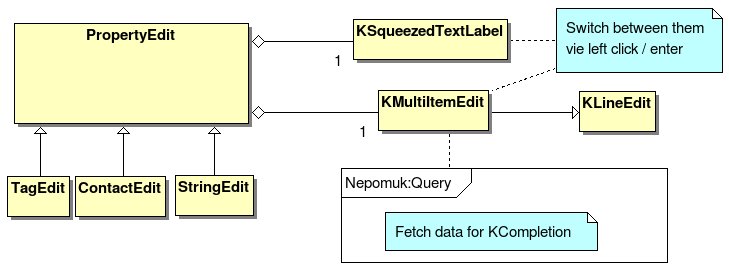 PropertyEdit
KSqueezedTextLabel
1
Switch between them
vie left click / enter
KMultiItemEdit
1
KLineEdit
TagEdit
ContactEdit
StringEdit
Nepomuk:Query
Fetch data for KCompletion